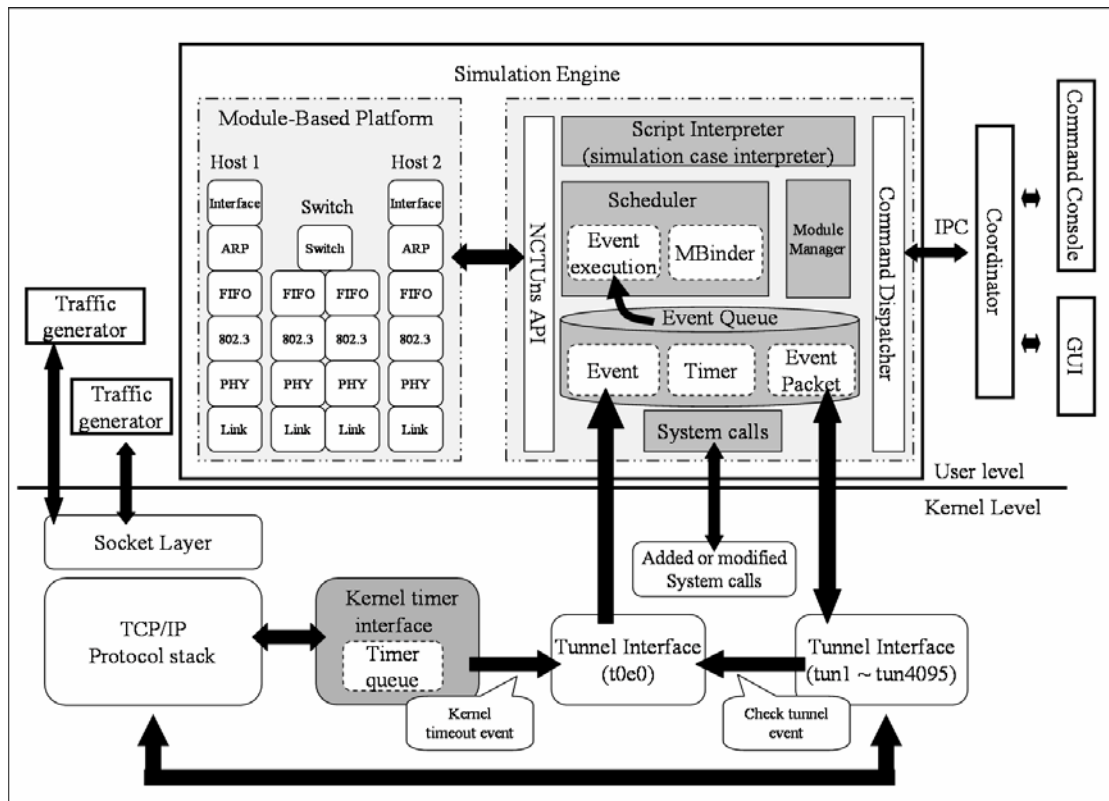 Simulation Engine
Module-Based Platform
Host 1
Host 2
Switch
Interface
Interface
ARP
Switch
ARP
FIFO
FIFO
FIFO
FIFO
802.3
802.3
802.3
802.3
PHY
PHY
PHY
PHY
Link
Link
Link
Link
NCTUns API
Script Interpreter
(simulation case interpreter)
Scheduler
Event
execution
MBinder
Module
Manager
Event Queue
Event
Timer
Event
Packet
System calls
Command Dispatcher
IPC
Coordinator
Command Console
GUI
Traffic
generator
Traffic
generator
User level
Kernel Level
Socket Layer
Added or modified
System calls
TCP/IP
Protocol stack
Kernel timer
interface
Timer
queue
Tunnel Interface
(t0e0)
Tunnel Interface
(tun1 ~ tun4095)
Kernel
timeout event
Check tunnel
event